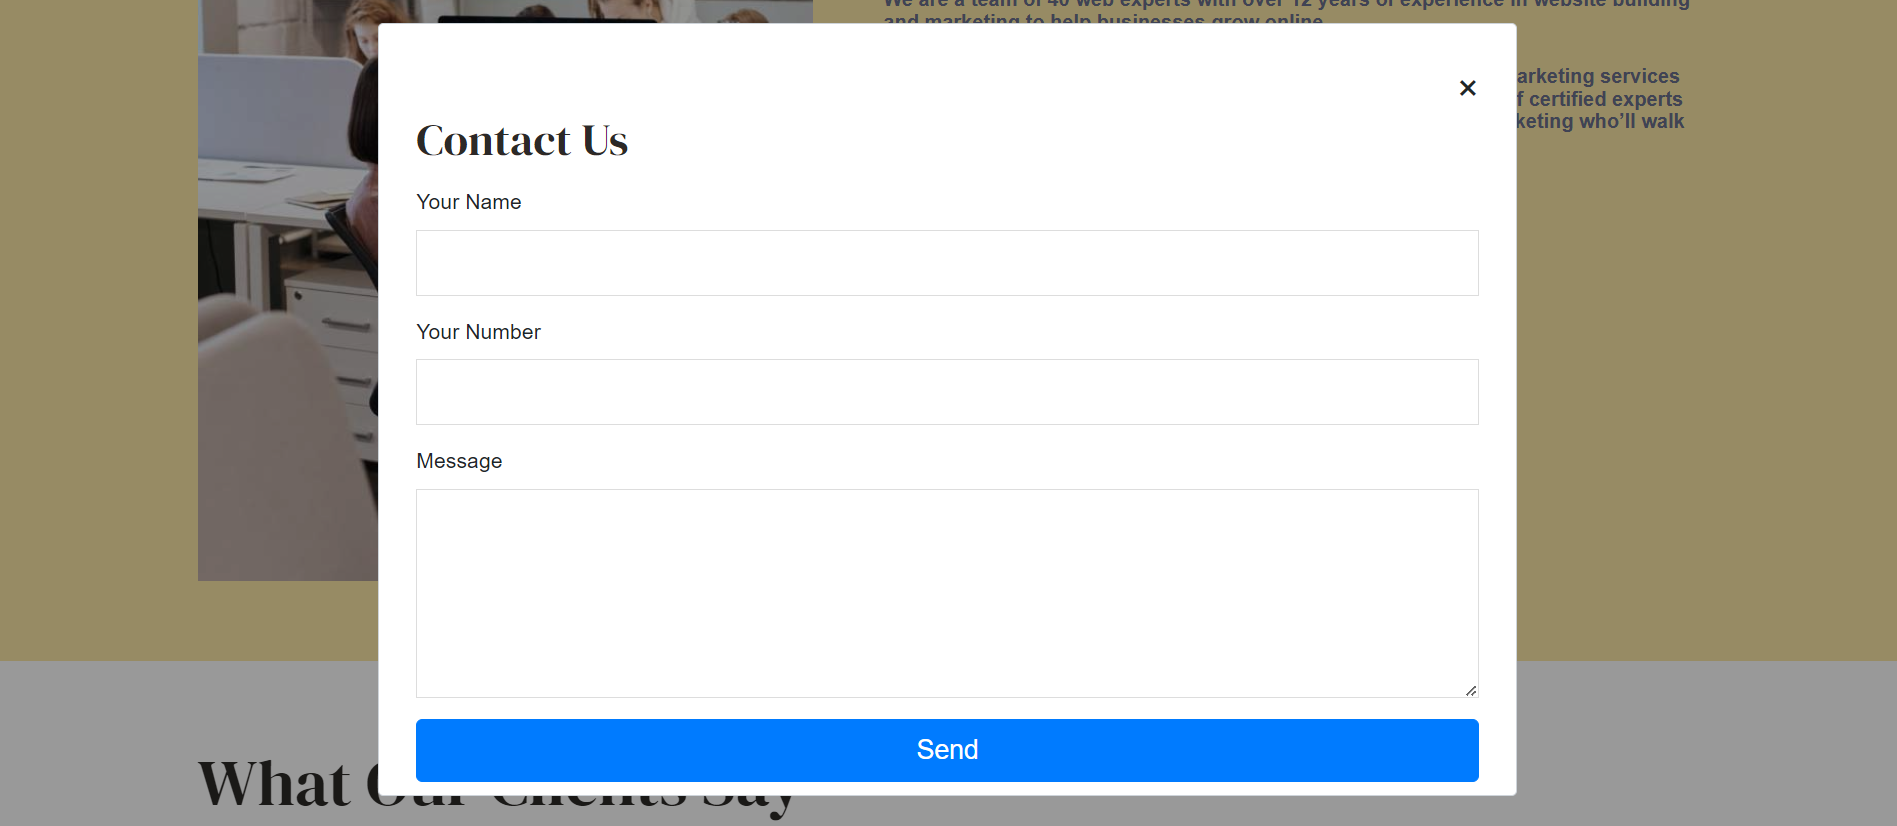 We are a team of 40 web experts with over 12 years of experience in website building
and marketing to help businesses grow online.
×
arketing services
f certified experts
keting who'll walk
Contact Us
Your Name
Your Number
Message
Send
What Our Clients Say